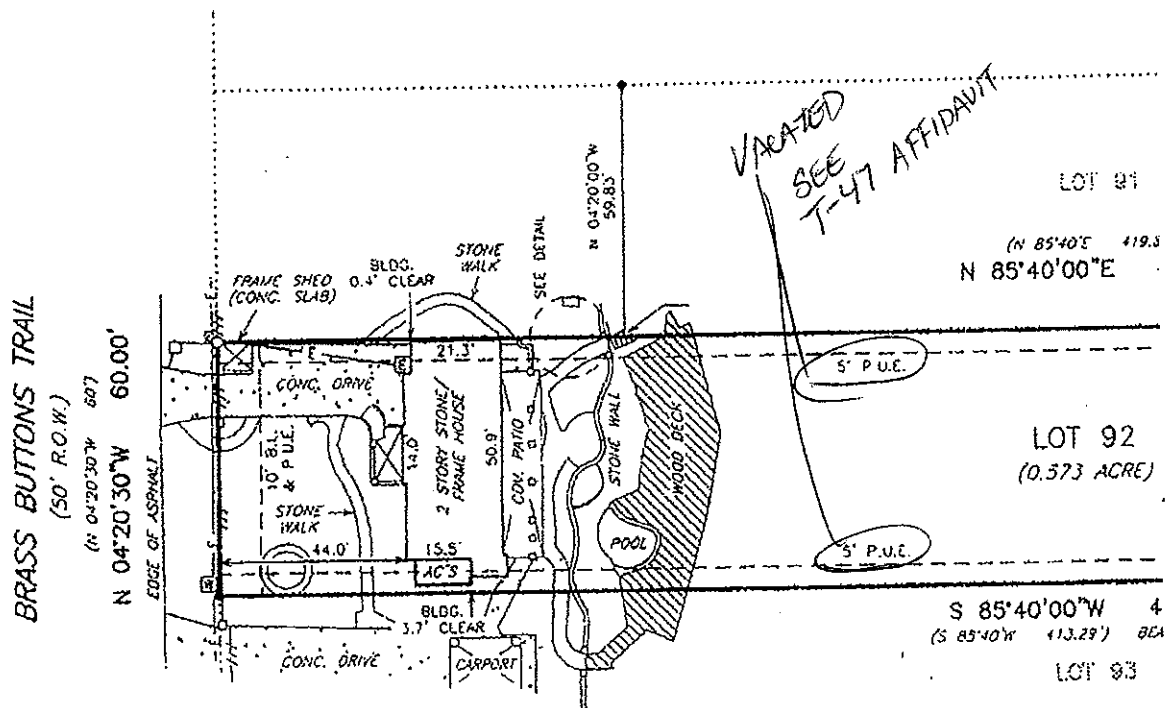 BRASS BUTTONS TRAIL
(50' R.O.W.)
(N 04°20'30"W 60')
N 04°20'30"W 60.00'
EDGE OF ASPHALT
FRAME SHED
(CONC. SLAB)
BLDG.
0.4' CLEAR
STONE
WALK
SEE DETAIL
N 04°20'00"W
59.83'
VACATED
SEE
T-47 AFFIDAVIT
LOT 91
(N 85°40'E 419.8
N 85°40'00"E
E
E
E
21.3'
CONC. DRIVE
10' B.L.
& P.U.E.
STONE
WALK
14.0'
2 STORY STONE/
FRAME HOUSE
50.9'
COV. PATIO
STONE WALL
WOOD DECK
POOL
5' P.U.E.
LOT 92
(0.573 ACRE)
5' P.U.E.
44.0'
15.5'
AC'S
W
BLDG.
3.7' CLEAR
CONC. DRIVE
CARPORT
S 85°40'00"W 4
(S 85°40'W 413.29') BEA
LOT 93